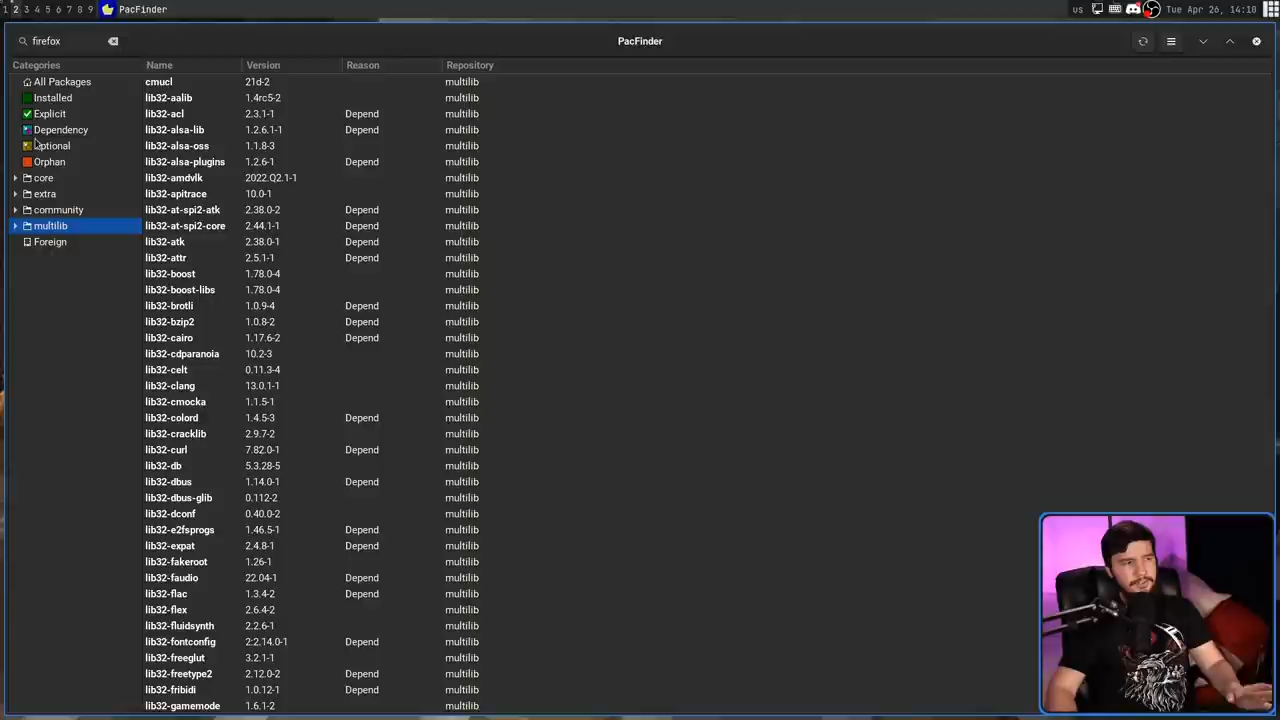 1 2 3 4 5 6 7 8 9 PacFinder us Tue Apr 26, 14:10
firefox PacFinder
Categories Name Version Reason Repository
All Packages cmucl 21d-2 multilib
Installed lib32-aalib 1.4rc5-2 multilib
Explicit lib32-acl 2.3.1-1 Depend multilib
Dependency lib32-alsa-lib 1.2.6.1-1 Depend multilib
Optional lib32-alsa-oss 1.1.8-3 multilib
Orphan lib32-alsa-plugins 1.2.6-1 Depend multilib
core lib32-amdvlk 2022.Q2.1-1 multilib
extra lib32-apitrace 10.0-1 multilib
community lib32-at-spi2-atk 2.38.0-2 Depend multilib
multilib lib32-at-spi2-core 2.44.1-1 Depend multilib
Foreign lib32-atk 2.38.0-1 Depend multilib
lib32-attr 2.5.1-1 Depend multilib
lib32-boost 1.78.0-4 multilib
lib32-boost-libs 1.78.0-4 multilib
lib32-brotli 1.0.9-4 Depend multilib
lib32-bzip2 1.0.8-2 Depend multilib
lib32-cairo 1.17.6-2 Depend multilib
lib32-cdparanoia 10.2-3 multilib
lib32-celt 0.11.3-4 multilib
lib32-clang 13.0.1-1 multilib
lib32-cmocka 1.1.5-1 multilib
lib32-colord 1.4.5-3 Depend multilib
lib32-cracklib 2.9.7-2 multilib
lib32-curl 7.82.0-1 Depend multilib
lib32-db 5.3.28-5 multilib
lib32-dbus 1.14.0-1 Depend multilib
lib32-dbus-glib 0.112-2 multilib
lib32-dconf 0.40.0-2 multilib
lib32-e2fsprogs 1.46.5-1 Depend multilib
lib32-expat 2.4.8-1 Depend multilib
lib32-fakeroot 1.26-1 multilib
lib32-faudio 22.04-1 Depend multilib
lib32-flac 1.3.4-2 Depend multilib
lib32-flex 2.6.4-2 multilib
lib32-fluidsynth 2.2.6-1 multilib
lib32-fontconfig 2:2.14.0-1 Depend multilib
lib32-freeglut 3.2.1-1 multilib
lib32-freetype2 2.12.0-2 Depend multilib
lib32-fribidi 1.0.12-1 Depend multilib
lib32-gamemode 1.6.1-2 multilib